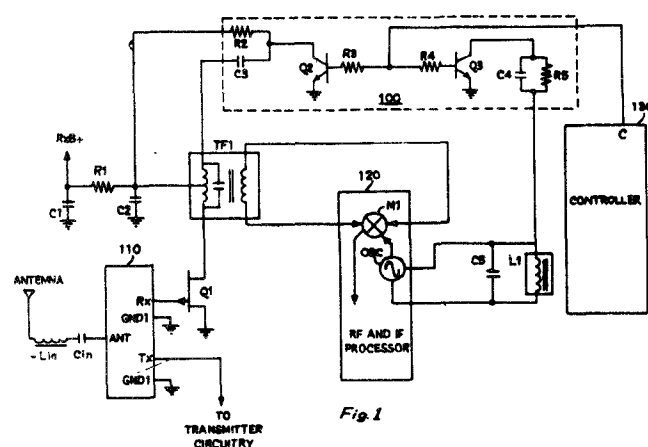 R2
C3
Q2
R3
R4
Q3
C4
R5
100
130
C
CONTROLLER
RxB+
R1
C1
C2
TF1
120
M1
OSC
C5
L1
RF AND IF
PROCESSOR
110
ANTENNA
Lin
Cin
ANT
Rx
GND1
Tx
GND1
Q1
TO
TRANSMITTER
CIRCUITRY
Fig. 1